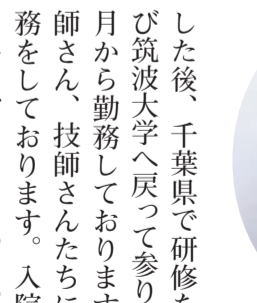 した後、千葉県で研修を
び筑波大学へ戻って参り
月から勤務しております
師さん、技師さんたちに
務をしております。入院